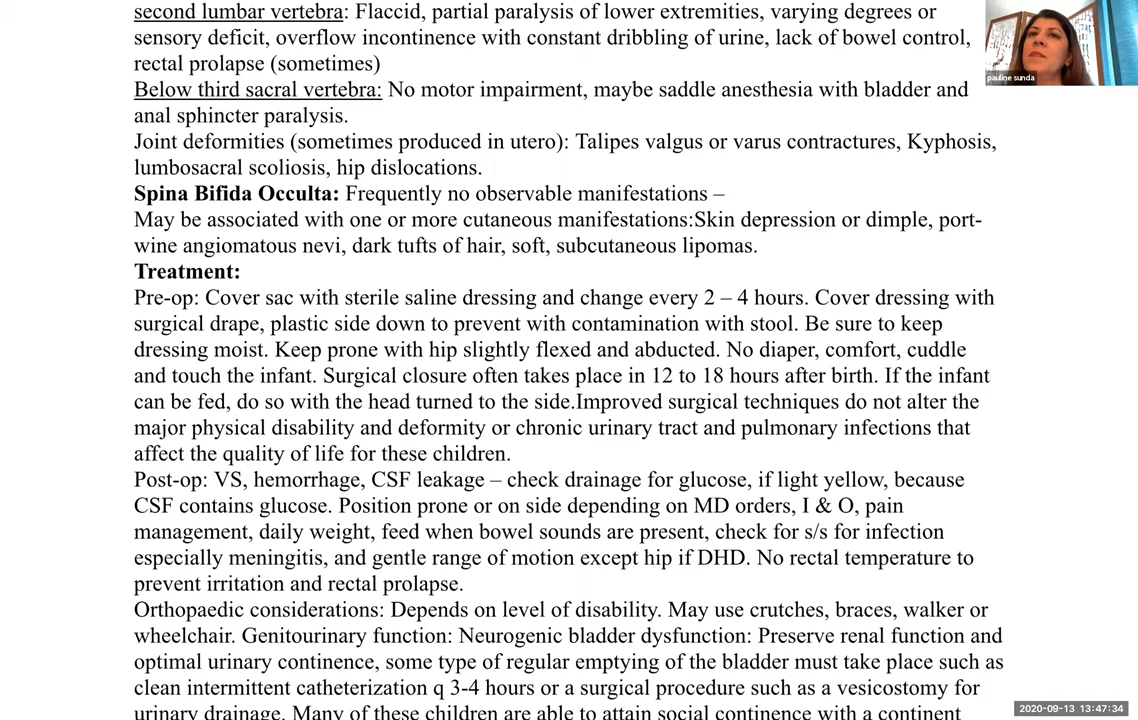 second lumbar vertebra: Flaccid, partial paralysis of lower extremities, varying degrees or
sensory deficit, overflow incontinence with constant dribbling of urine, lack of bowel control,
rectal prolapse (sometimes)
Below third sacral vertebra: No motor impairment, maybe saddle anesthesia with bladder and
anal sphincter paralysis.
Joint deformities (sometimes produced in utero): Talipes valgus or varus contractures, Kyphosis,
lumbosacral scoliosis, hip dislocations.
Spina Bifida Occulta: Frequently no observable manifestations –
May be associated with one or more cutaneous manifestations:Skin depression or dimple, port-
wine angiomatous nevi, dark tufts of hair, soft, subcutaneous lipomas.
Treatment:
Pre-op: Cover sac with sterile saline dressing and change every 2 – 4 hours. Cover dressing with
surgical drape, plastic side down to prevent with contamination with stool. Be sure to keep
dressing moist. Keep prone with hip slightly flexed and abducted. No diaper, comfort, cuddle
and touch the infant. Surgical closure often takes place in 12 to 18 hours after birth. If the infant
can be fed, do so with the head turned to the side.Improved surgical techniques do not alter the
major physical disability and deformity or chronic urinary tract and pulmonary infections that
affect the quality of life for these children.
Post-op: VS, hemorrhage, CSF leakage – check drainage for glucose, if light yellow, because
CSF contains glucose. Position prone or on side depending on MD orders, I & O, pain
management, daily weight, feed when bowel sounds are present, check for s/s for infection
especially meningitis, and gentle range of motion except hip if DHD. No rectal temperature to
prevent irritation and rectal prolapse.
Orthopaedic considerations: Depends on level of disability. May use crutches, braces, walker or
wheelchair. Genitourinary function: Neurogenic bladder dysfunction: Preserve renal function and
optimal urinary continence, some type of regular emptying of the bladder must take place such as
clean intermittent catheterization q 3-4 hours or a surgical procedure such as a vesicostomy for
urinary drainage. Many of these children are able to attain social continence with a continent
pauline sunda
2020-09-13 13:47:34